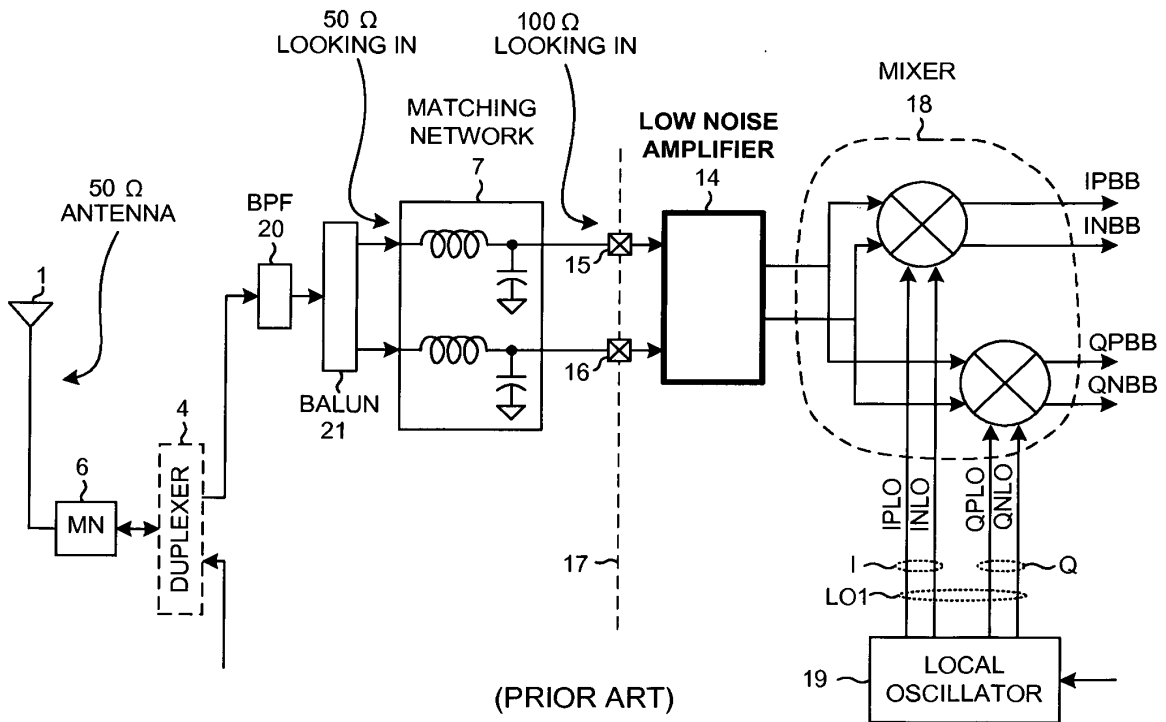 50 Ω
LOOKING IN
100 Ω
LOOKING IN
MIXER
18
MATCHING
NETWORK
7
LOW NOISE
AMPLIFIER
14
50 Ω
ANTENNA
BPF
20
1
IPBB
INBB
15
16
QPBB
QNBB
BALUN
21
4
6
MN
DUPLEXER
IPLO
INLO
QPLO
QNLO
17
I
Q
LO1
19
LOCAL
OSCILLATOR
(PRIOR ART)